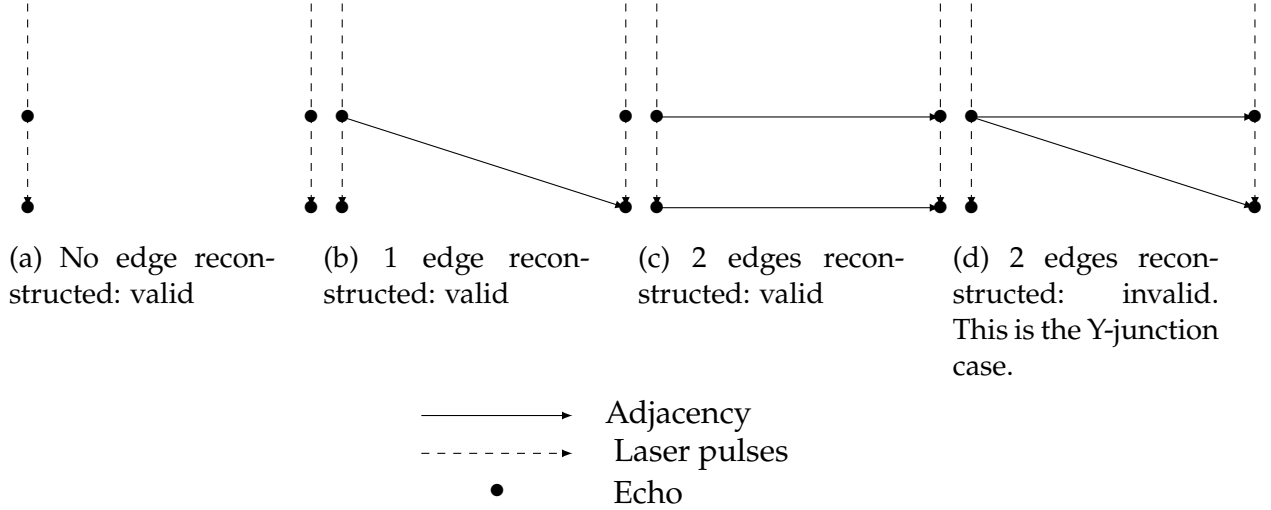 (a) No edge recon-
structed: valid
(b) 1 edge recon-
structed: valid
(c) 2 edges recon-
structed: valid
(d) 2 edges recon-
structed: invalid.
This is the Y-junction
case.
Adjacency
Laser pulses
Echo